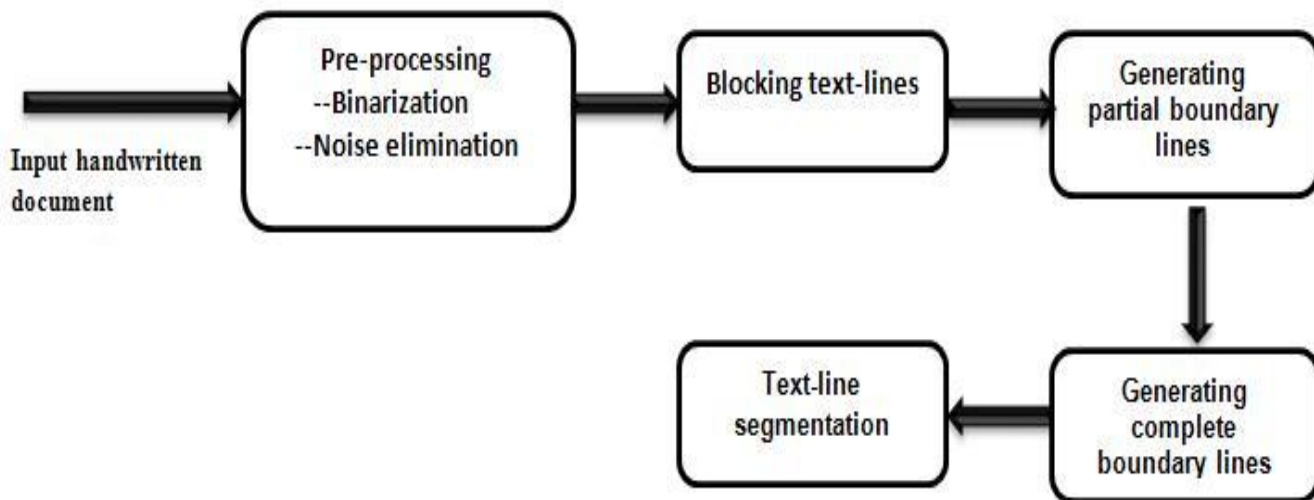 Input handwritten
document
Pre-processing
--Binarization
--Noise elimination
Blocking text-lines
Generating
partial boundary
lines
Generating
complete
boundary lines
Text-line
segmentation